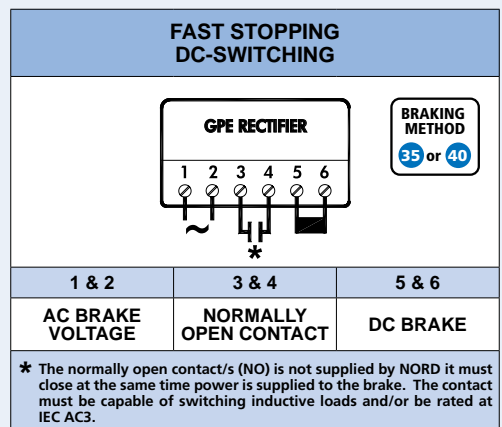 FAST STOPPING
DC-SWITCHING
GPE RECTIFIER
1 2 3 4 5 6
~
*
BRAKING
METHOD
35 or 40
1 & 2 3 & 4 5 & 6
AC BRAKE
VOLTAGE
NORMALLY
OPEN CONTACT
DC BRAKE
* The normally open contact/s (NO) is not supplied by NORD it must
close at the same time power is supplied to the brake. The contact
must be capable of switching inductive loads and/or be rated at
IEC AC3.